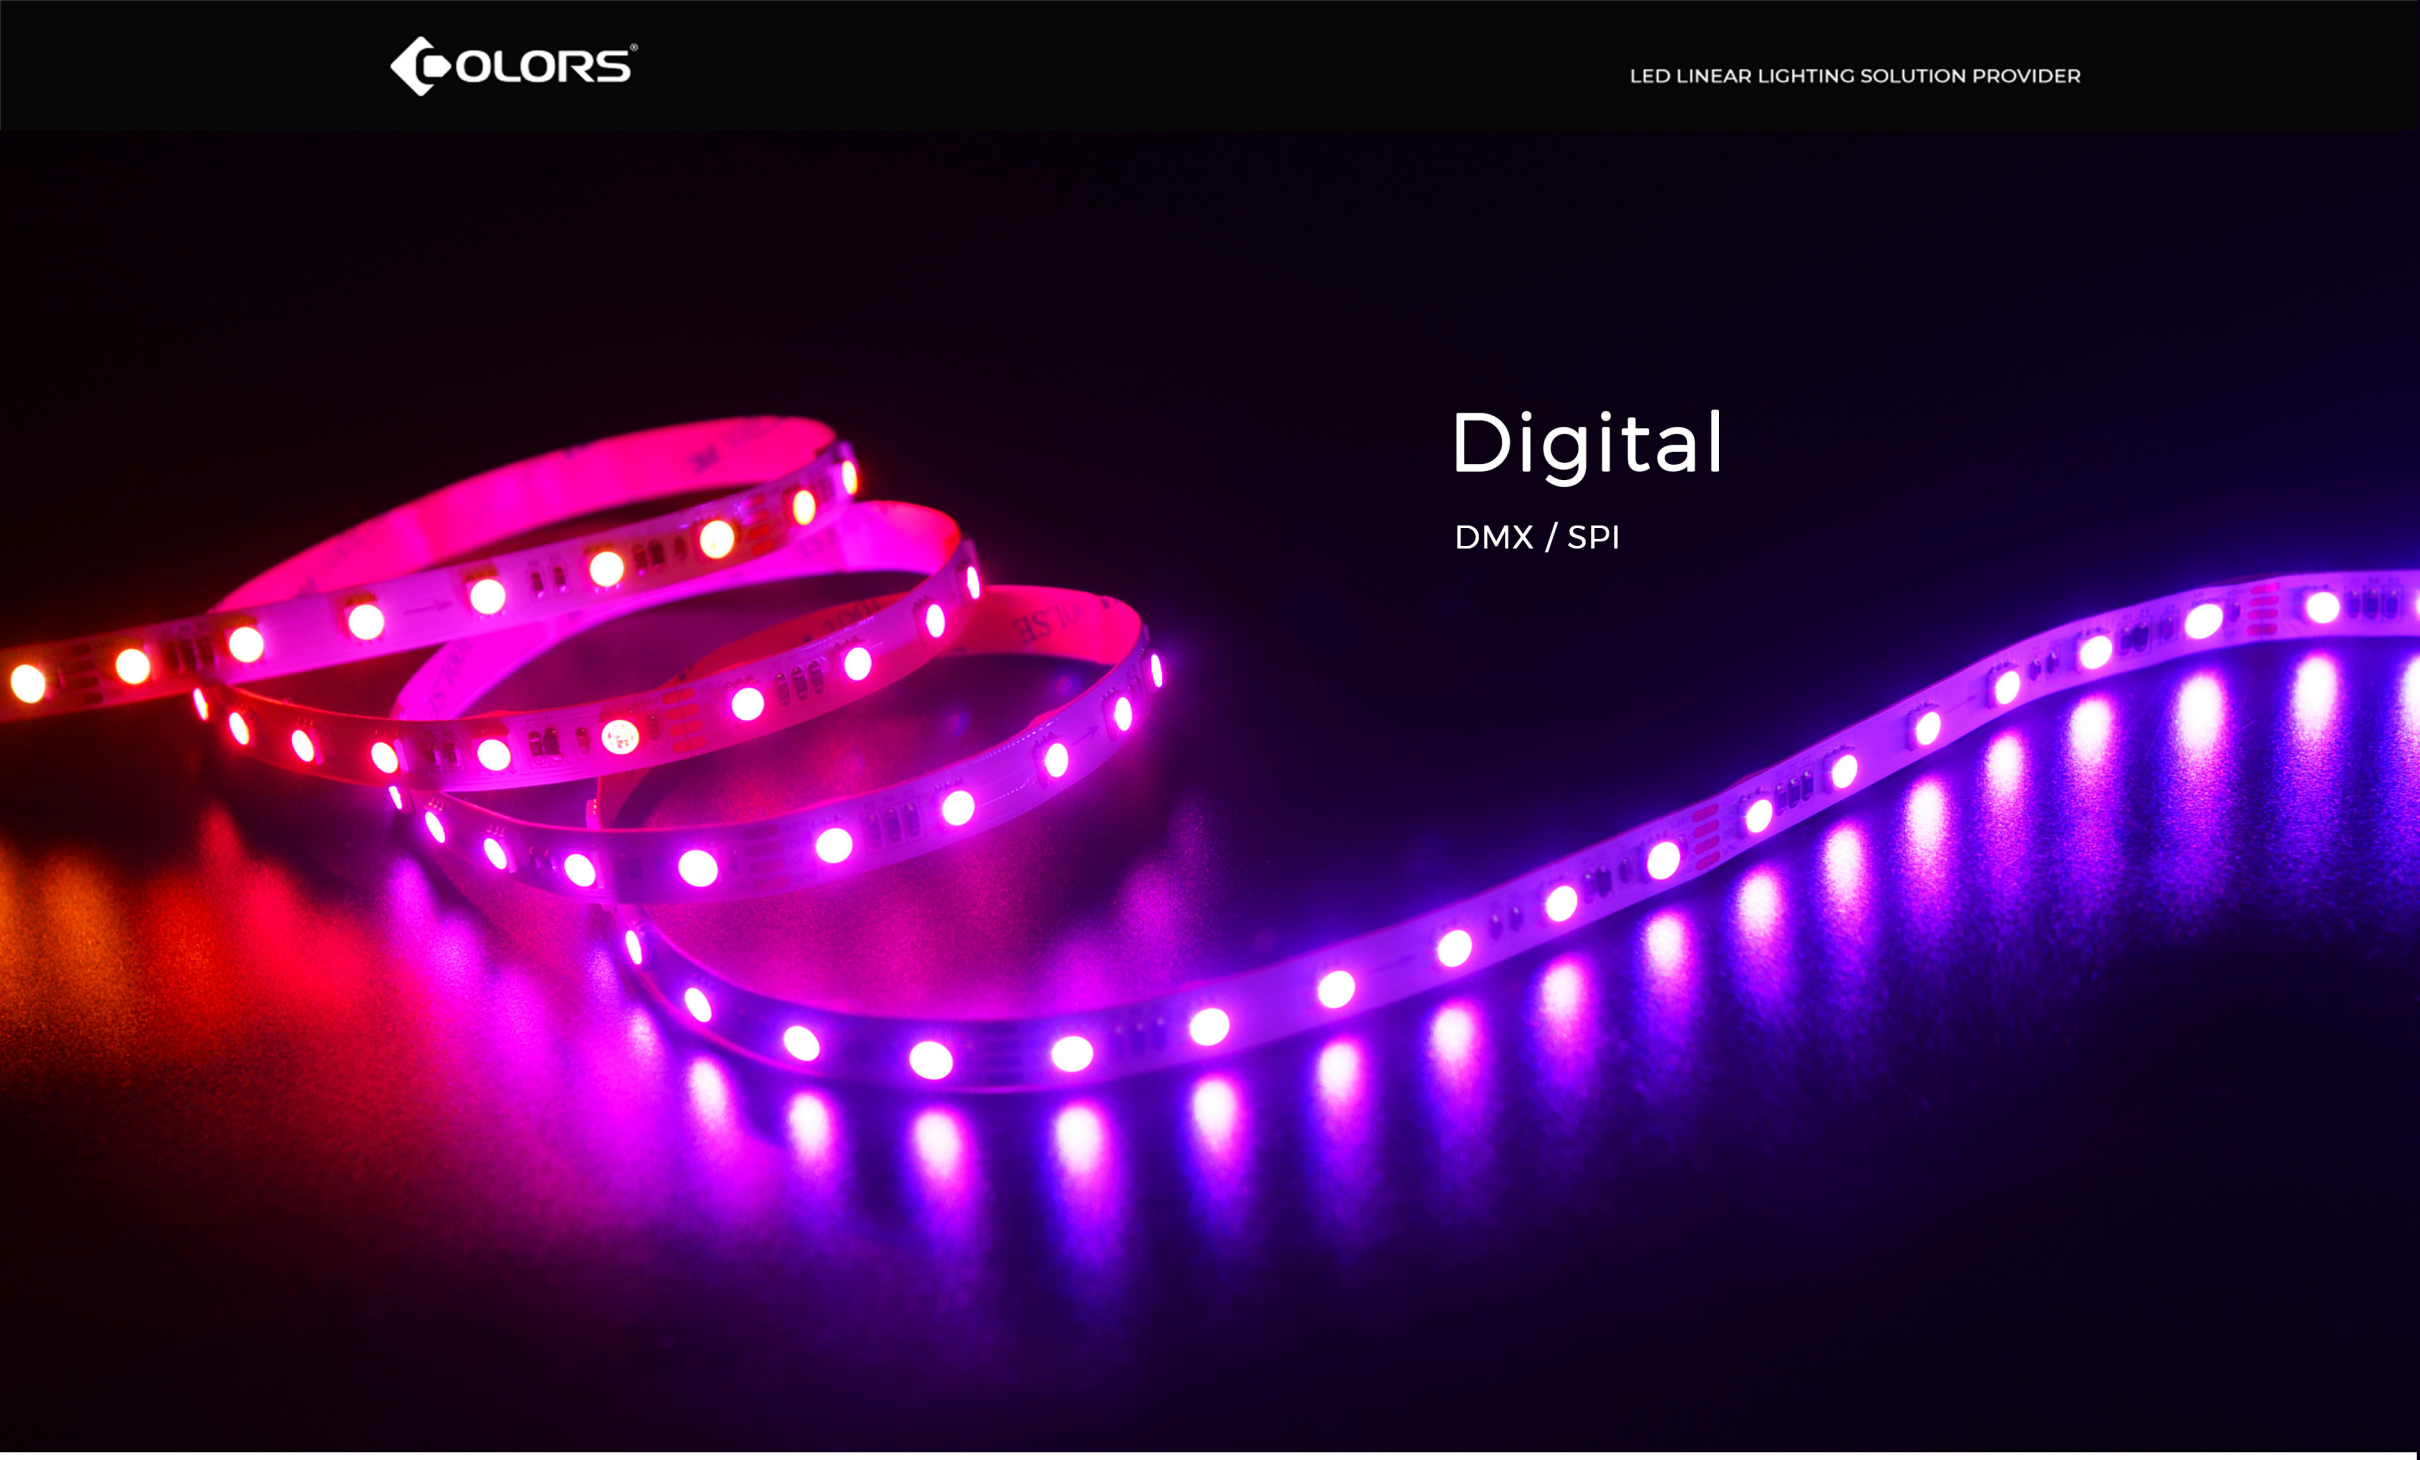 COLORS®
LED LINEAR LIGHTING SOLUTION PROVIDER
Digital
DMX / SPI